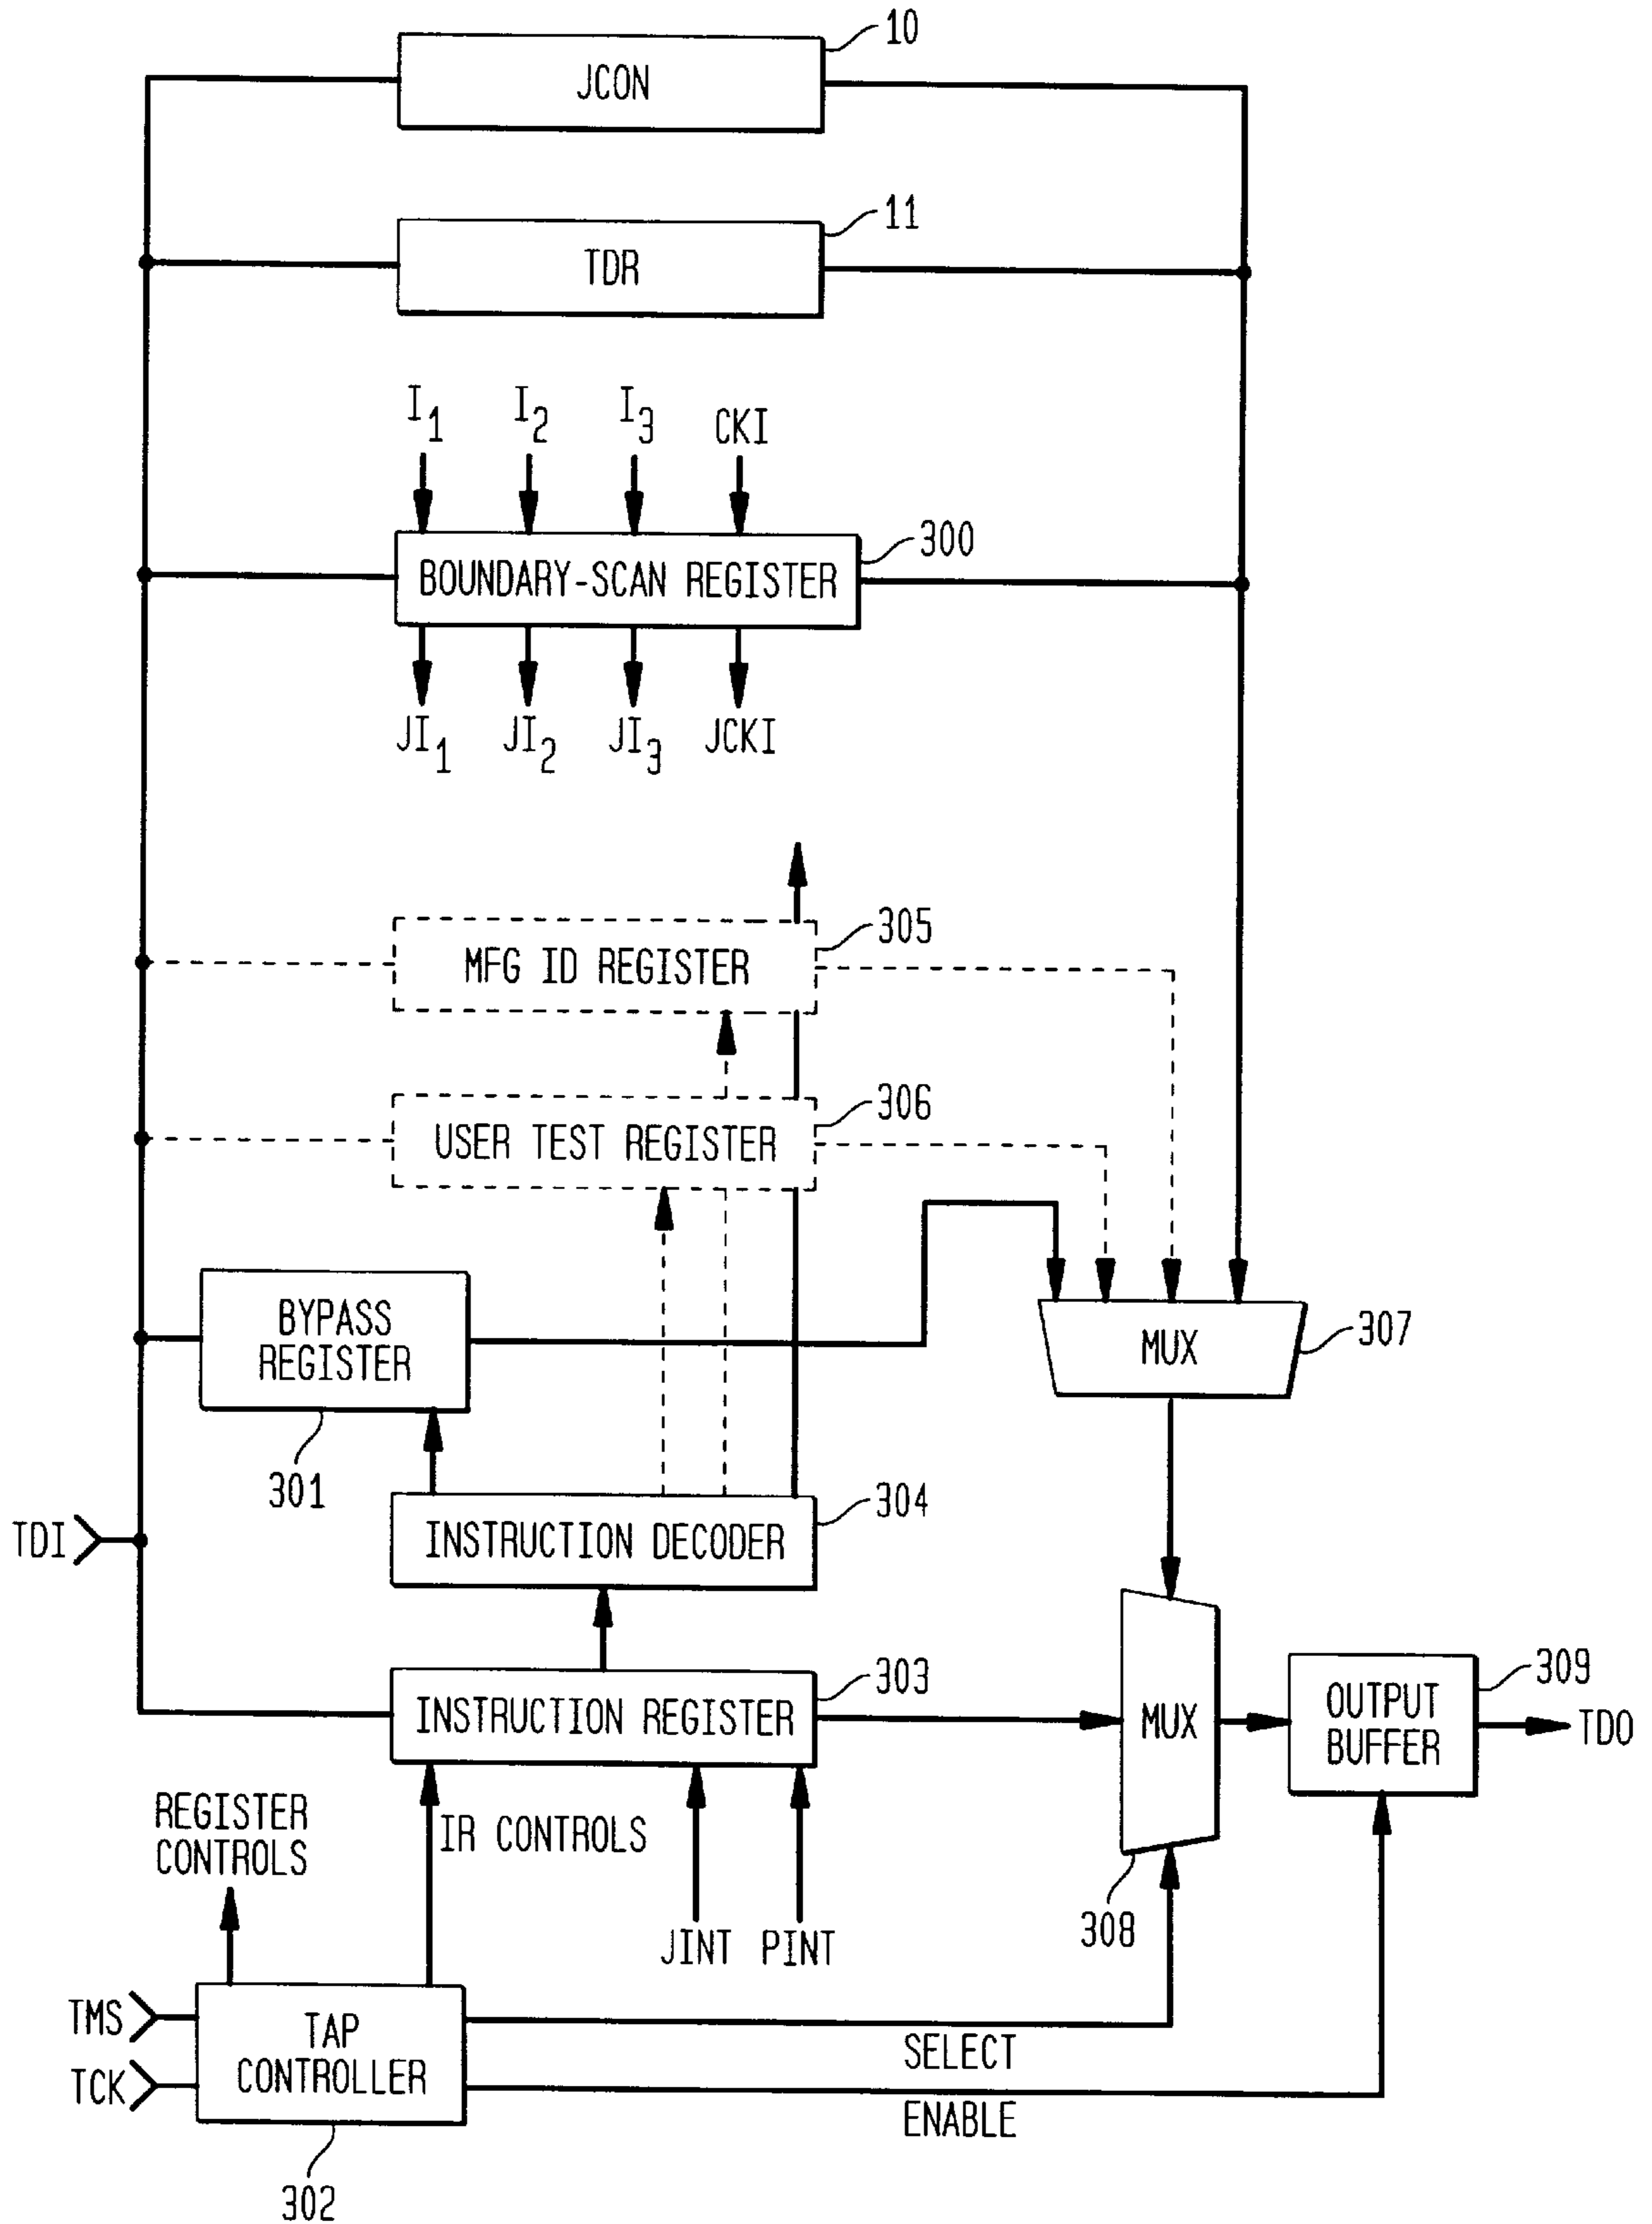 10
JCON
11
TDR
I1 I2 I3 CKI
300
BOUNDARY-SCAN REGISTER
JI1 JI2 JI3 JCKI
305
MFG ID REGISTER
306
USER TEST REGISTER
BYPASS
REGISTER
MUX
307
301
304
TDI
INSTRUCTION DECODER
303
INSTRUCTION REGISTER
MUX
309
OUTPUT
BUFFER
TDO
REGISTER
CONTROLS
IR CONTROLS
308
JINT PINT
TMS
TAP
CONTROLLER
TCK
SELECT
ENABLE
302